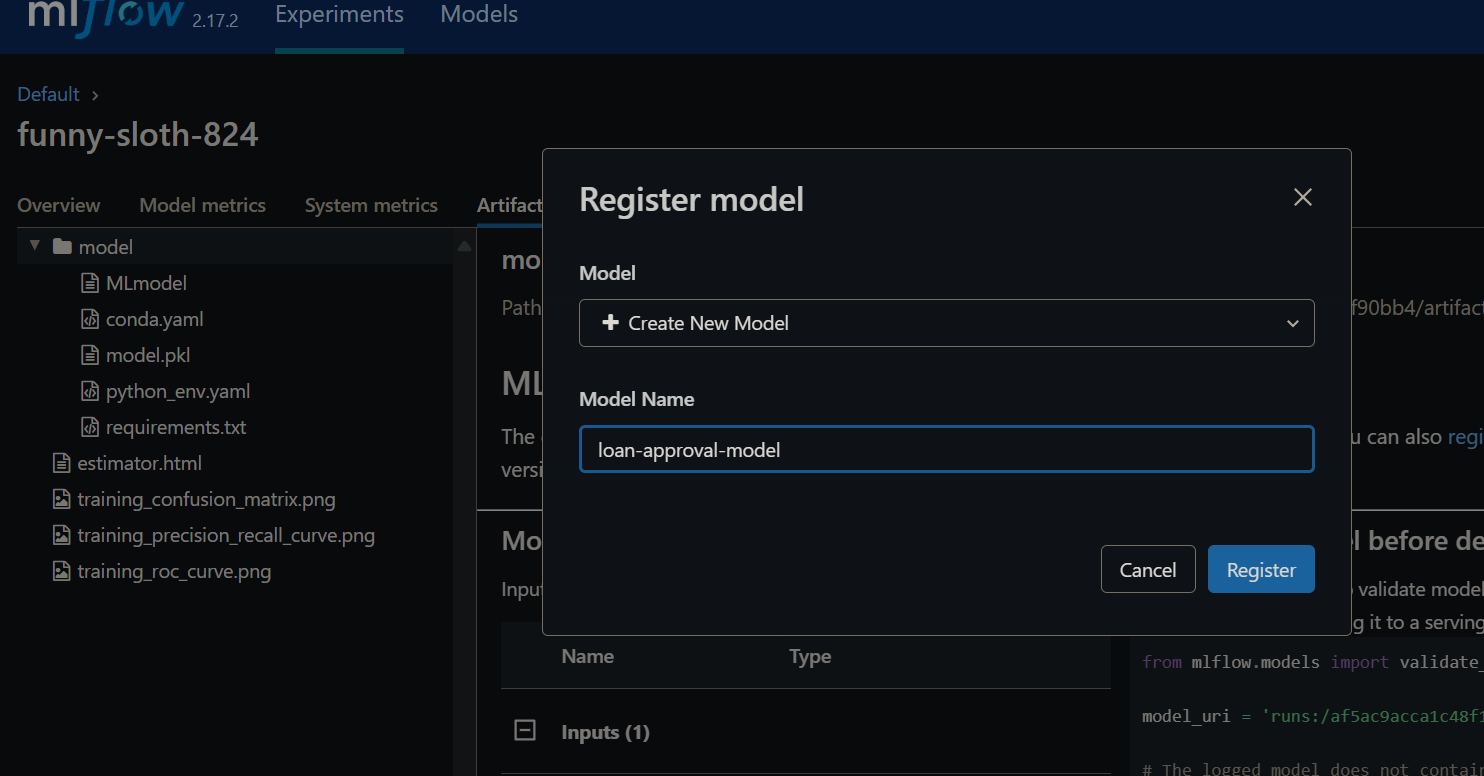 mlflow 2.17.2 Experiments Models
Default
funny-sloth-824
Overview Model metrics System metrics Artifact
model
MLmodel
conda.yaml
model.pkl
python_env.yaml
requirements.txt
estimator.html
training_confusion_matrix.png
training_precision_recall_curve.png
training_roc_curve.png
Register model
Model
Create New Model
Model Name
loan-approval-model
Cancel Register
mo
Path f90bb4/artifact
ML
The u can also regi
versi
Mo l before de
Input validate model
g it to a serving
Name Type
Inputs (1)
from mlflow.models import validate_
model_uri = 'runs:/af5ac9acca1c48f1
# The logged model does not contain